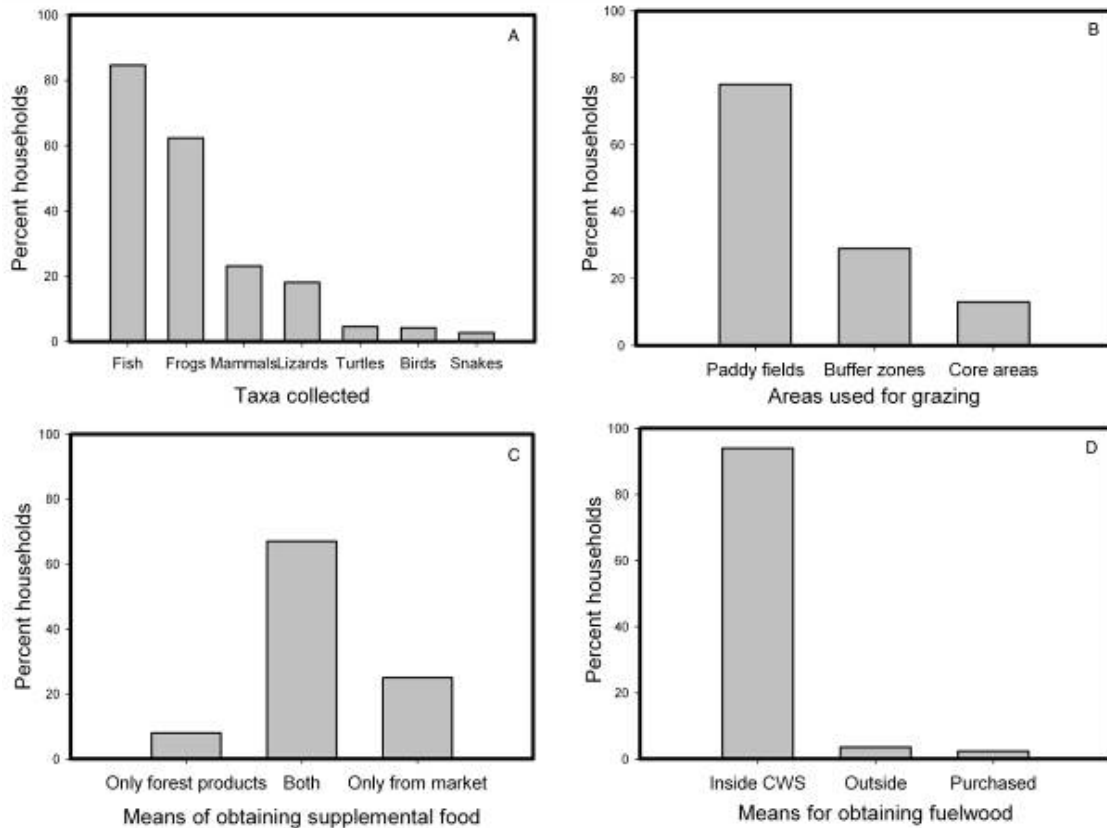 A
Percent households
100
80
60
40
20
0
Fish Frogs Mammals Lizards Turtles Birds Snakes
Taxa collected
B
Percent households
100
80
60
40
20
0
Paddy fields Buffer zones Core areas
Areas used for grazing
C
Percent households
100
80
60
40
20
0
Only forest products Both Only from market
Means of obtaining supplemental food
D
Percent households
100
80
60
40
20
0
Inside CWS Outside Purchased
Means for obtaining fuelwood